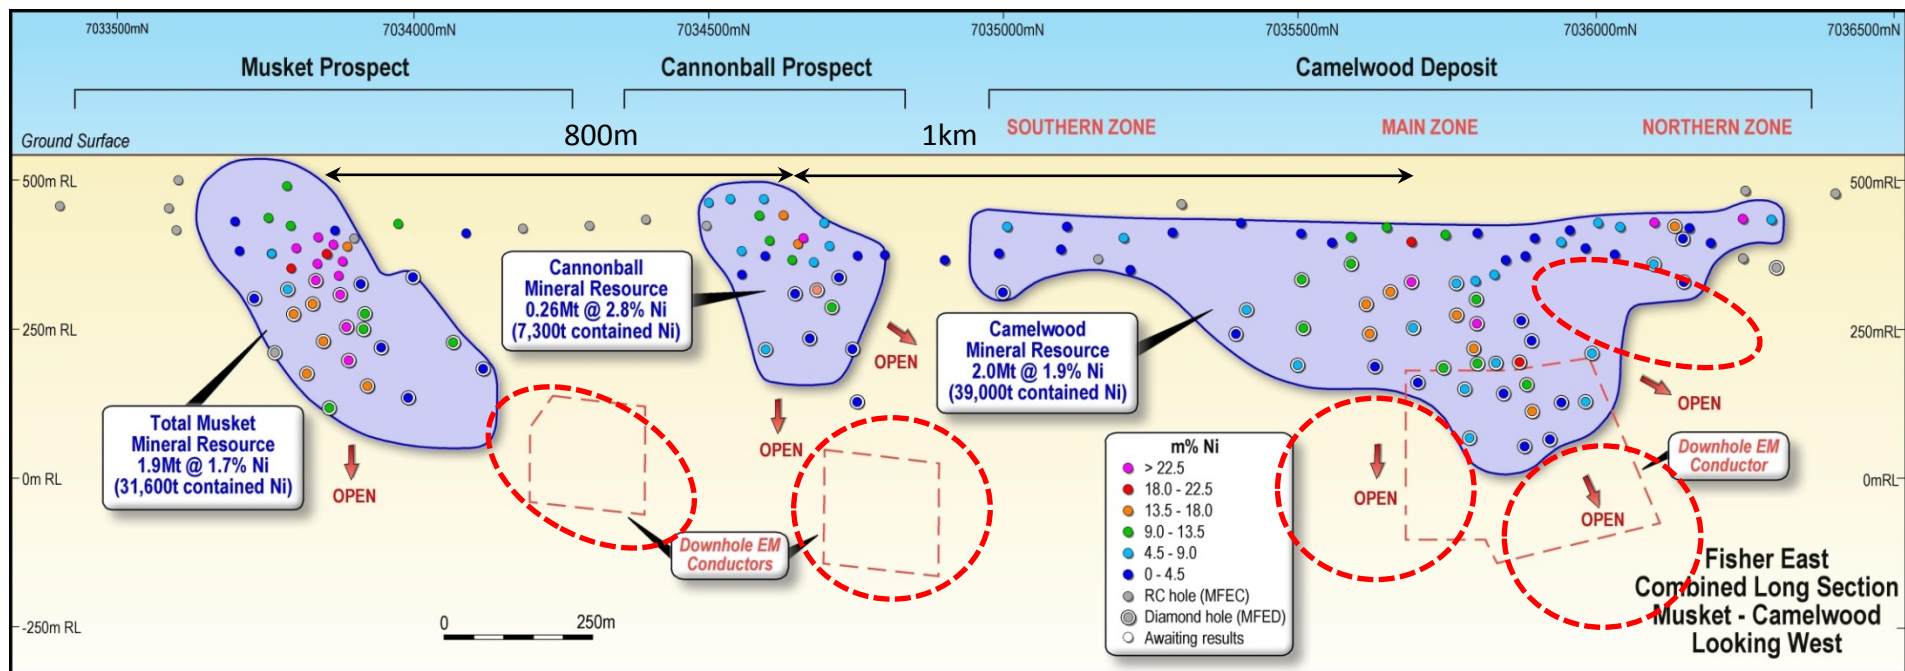 7033500mN
7034000mN
7034500mN
7035000mN
7035500mN
7036000mN
7036500mN
Musket Prospect
Cannonball Prospect
Camelwood Deposit
Ground Surface
800m
1km
SOUTHERN ZONE
MAIN ZONE
NORTHERN ZONE
500m RL
500mRL
250m RL
250mRL
0m RL
0mRL
-250m RL
Cannonball
Mineral Resource
0.26Mt @ 2.8% Ni
(7,300t contained Ni)
Camelwood
Mineral Resource
2.0Mt @ 1.9% Ni
(39,000t contained Ni)
Total Musket
Mineral Resource
1.9Mt @ 1.7% Ni
(31,600t contained Ni)
OPEN
OPEN
OPEN
OPEN
OPEN
OPEN
Downhole EM
Conductors
Downhole EM
Conductor
m% Ni
> 22.5
18.0 - 22.5
13.5 - 18.0
9.0 - 13.5
4.5 - 9.0
0 - 4.5
RC hole (MFEC)
Diamond hole (MFED)
Awaiting results
0
250m
Fisher East
Combined Long Section
Musket - Camelwood
Looking West